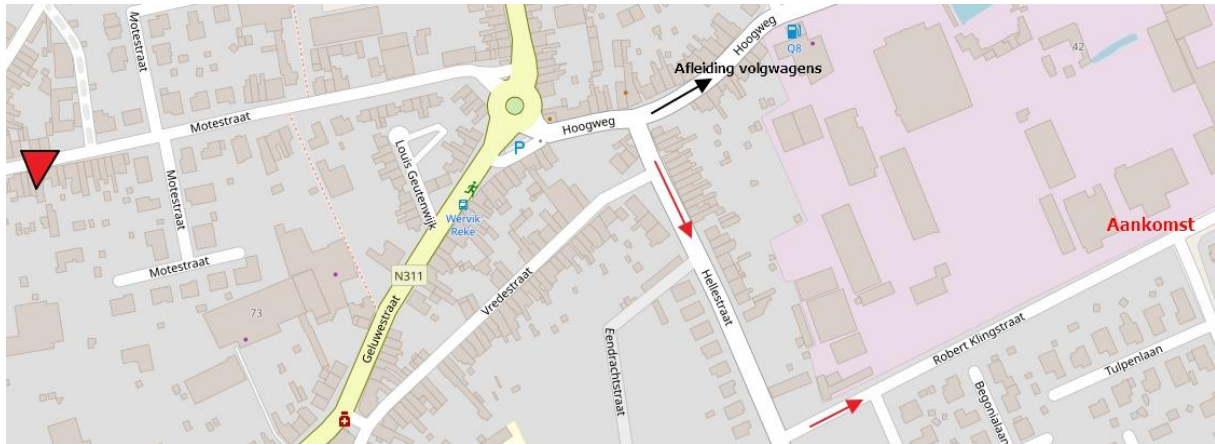 Motestraat
Hoogweg
Q8
42
Afleiding volgwagens
Motestraat
Hoogweg
P
Louis Geutenwijk
Motestraat
Wervik
Reke
Aankomst
Motestraat
N311
Vredestraat
Hellestraat
73
Geluwestraat
Eendrachtstraat
Robert Klingstraat
Tulpenlaan
Begonialaan